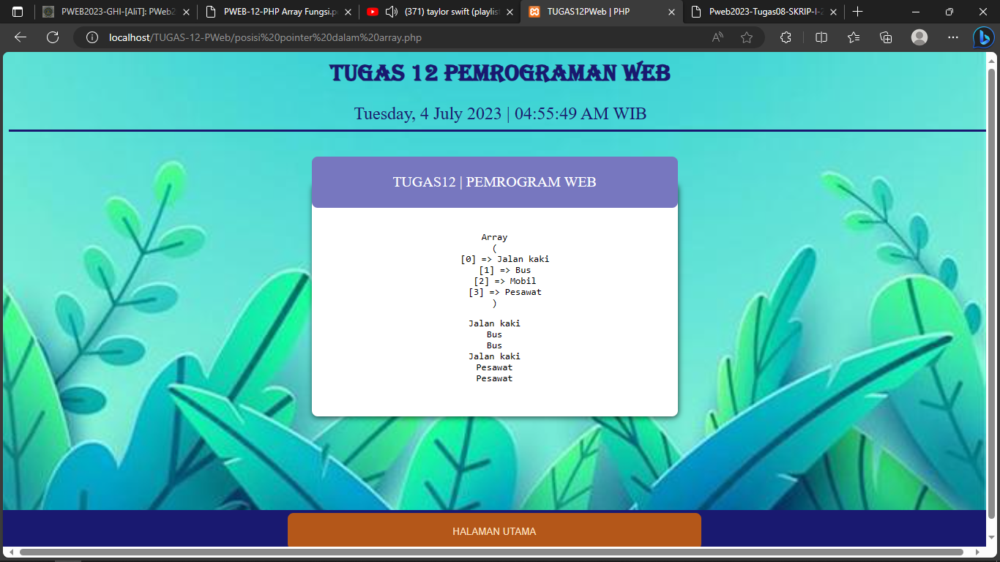 PWEB2023-GHI-[AliT]: PWeb2
PWEB-12-PHP Array Fungsi.p
(371) taylor swift (playlis
TUGAS12PWeb | PHP
Pweb2023-Tugas08-SKRIP-I-2
localhost/TUGAS-12-PWeb/posisi%20pointer%20dalam%20array.php
TUGAS 12 PEMROGRAMAN WEB
Tuesday, 4 July 2023 | 04:55:49 AM WIB
TUGAS12 | PEMROGRAM WEB
Array
(
[0] => Jalan kaki
[1] => Bus
[2] => Mobil
[3] => Pesawat
)
Jalan kaki
Bus
Bus
Jalan kaki
Pesawat
Pesawat
HALAMAN UTAMA